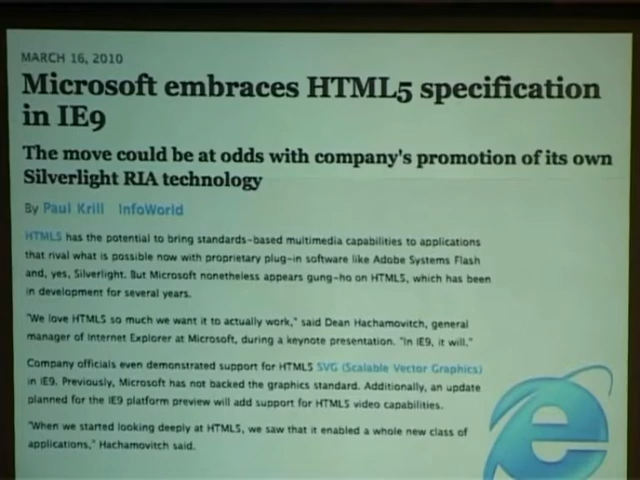 MARCH 16, 2010
Microsoft embraces HTML5 specification
in IE9
The move could be at odds with company's promotion of its own
Silverlight RIA technology
By Paul Krill InfoWorld
HTML5 has the potential to bring standards-based multimedia capabilities to applications
that rival what is possible now with proprietary plug-in software like Adobe Systems Flash
and, yes, Silverlight. But Microsoft nonetheless appears gung-ho on HTML5, which has been
in development for several years.
"We love HTML5 so much we want it to actually work," said Dean Hachamovitch, general
manager of Internet Explorer at Microsoft, during a keynote presentation. "In IE9, it will."
Company officials even demonstrated support for HTML5 SVG (Scalable Vector Graphics)
in IE9. Previously, Microsoft has not backed the graphics standard. Additionally, an update
planned for the IE9 platform preview will add support for HTML5 video capabilities.
"When we started looking deeply at HTML5, we saw that it enabled a whole new class of
applications," Hachamovitch said.